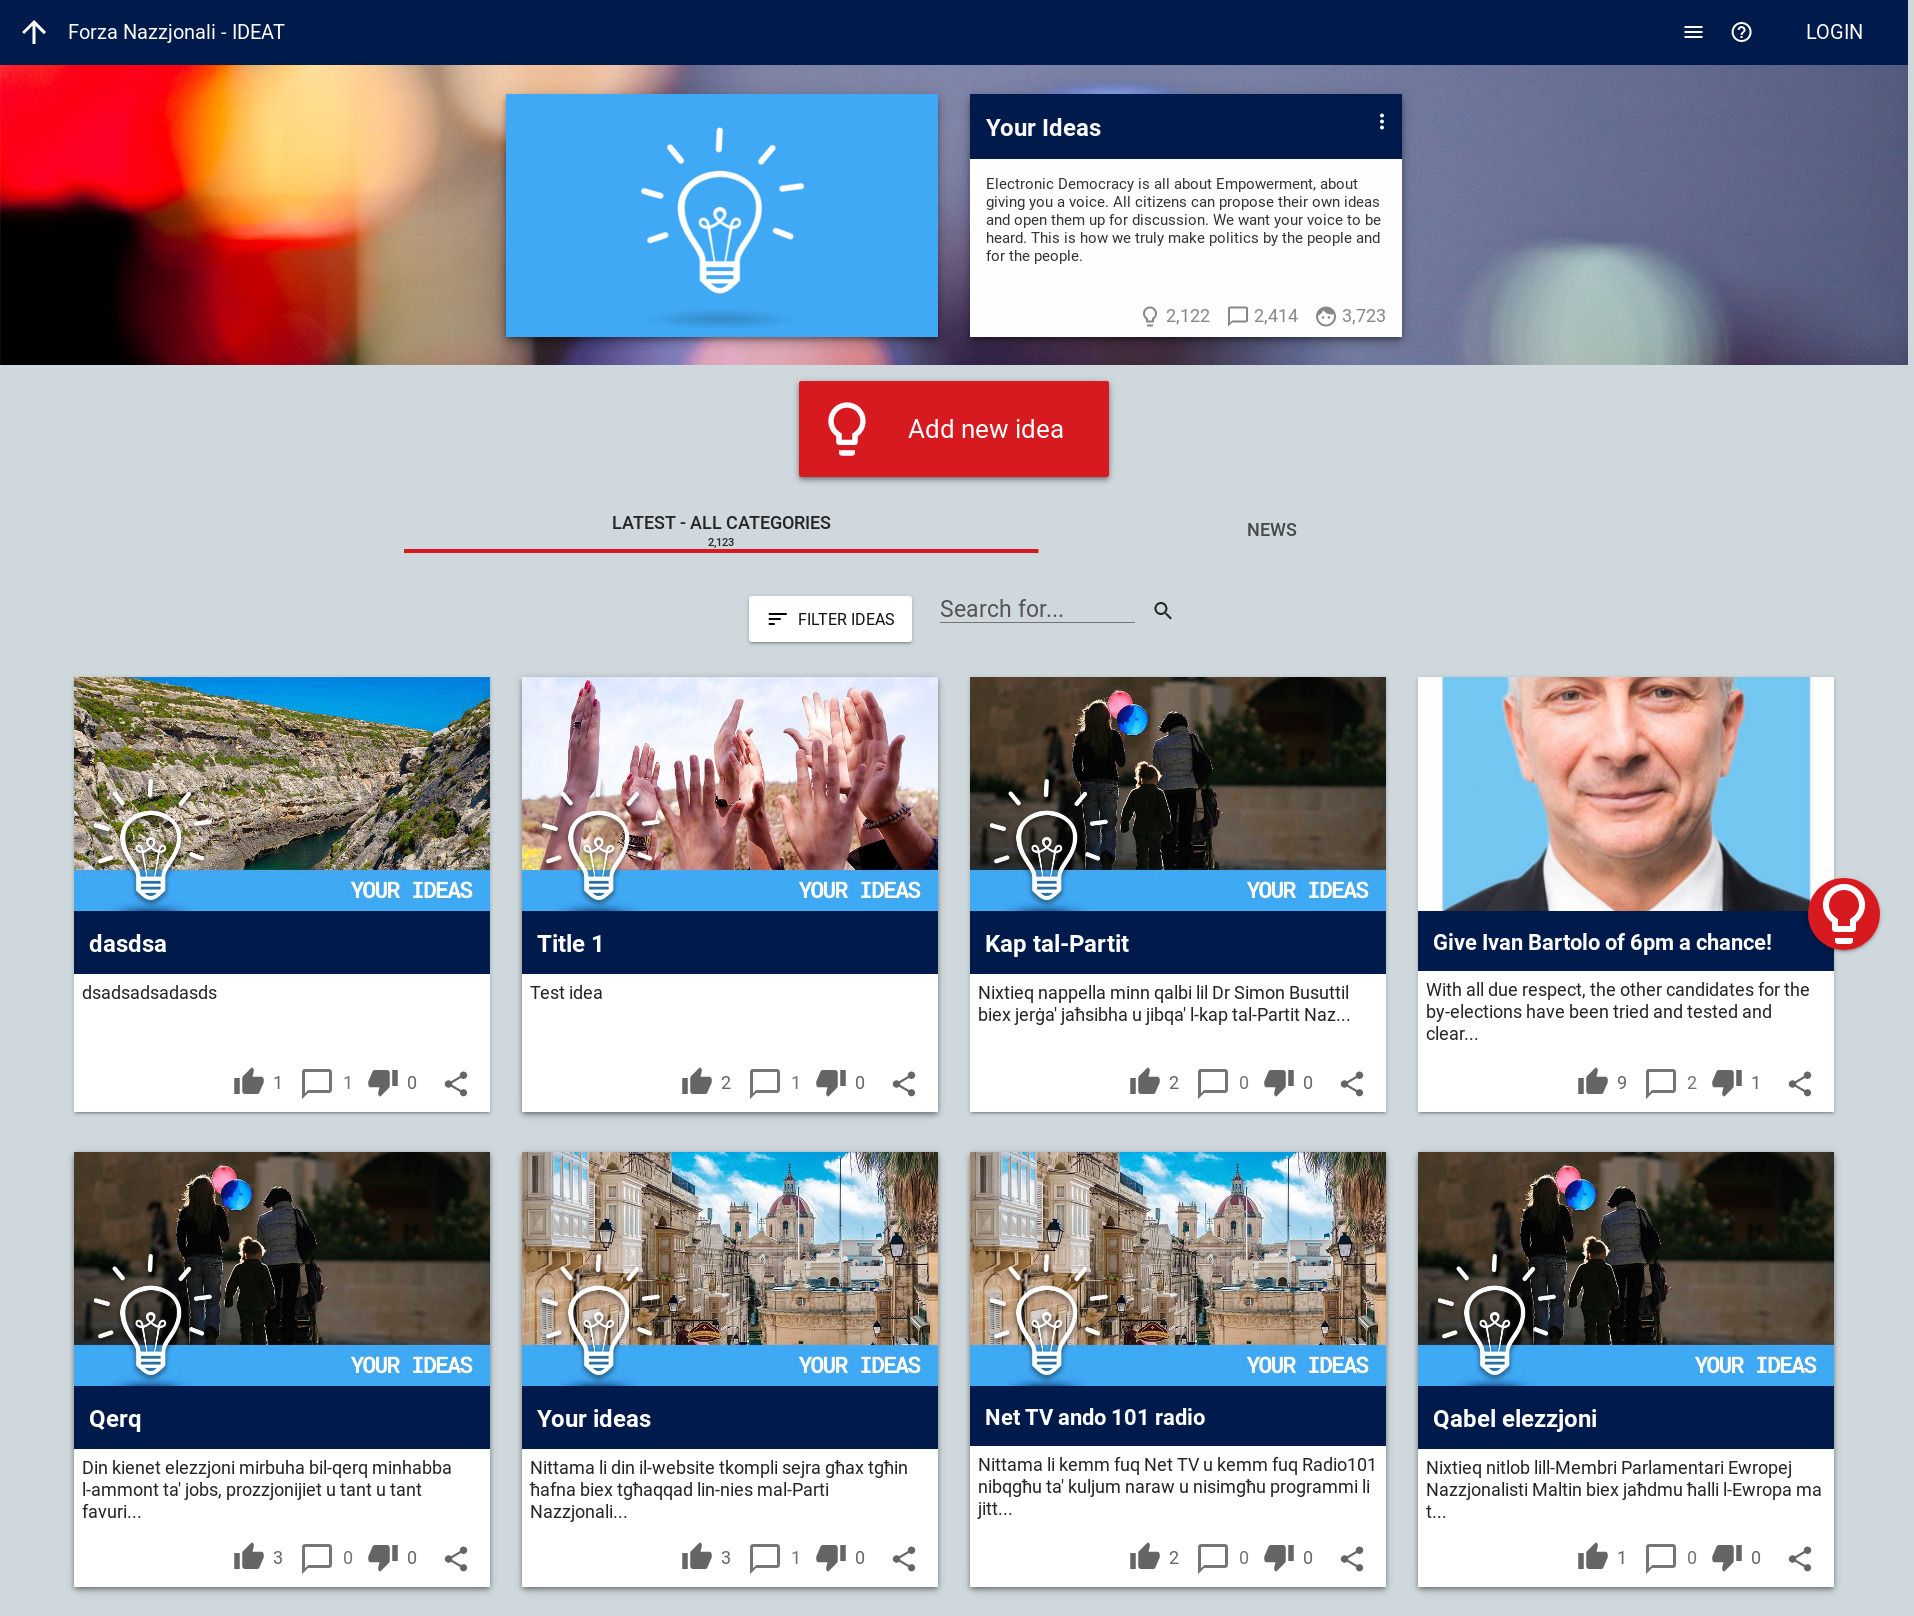 Forza Nazzjonali - IDEAT
LOGIN
Your Ideas
Electronic Democracy is all about Empowerment, about
giving you a voice. All citizens can propose their own ideas
and open them up for discussion. We want your voice to be
heard. This is how we truly make politics by the people and
for the people.
2,122 2,414 3,723
Add new idea
LATEST - ALL CATEGORIES
2,123
NEWS
FILTER IDEAS
Search for...
YOUR IDEAS
dasdsa
dsadsadsadasds
1 1 0
YOUR IDEAS
Title 1
Test idea
2 1 0
YOUR IDEAS
Kap tal-Partit
Nixtieq nappella minn qalbi lil Dr Simon Busuttil
biex jerġa' jaħsibha u jibqa' l-kap tal-Partit Naz...
2 0 0
Give Ivan Bartolo of 6pm a chance!
With all due respect, the other candidates for the
by-elections have been tried and tested and
clear...
9 2 1
YOUR IDEAS
Qerq
Din kienet elezzjoni mirbuha bil-qerq minhabba
l-ammont ta' jobs, prozzjonijiet u tant u tant
favuri...
3 0 0
YOUR IDEAS
Your ideas
Nittama li din il-website tkompli sejra għax tgħin
ħafna biex tgħaqqad lin-nies mal-Parti
Nazzjonali...
3 1 0
YOUR IDEAS
Net TV ando 101 radio
Nittama li kemm fuq Net TV u kemm fuq Radio101
nibqgħu ta' kuljum naraw u nisimgħu programmi li
jitt...
2 0 0
YOUR IDEAS
Qabel elezzjoni
Nixtieq nitlob lill-Membri Parlamentari Ewropej
Nazzjonalisti Maltin biex jaħdmu ħalli l-Ewropa ma
t...
1 0 0